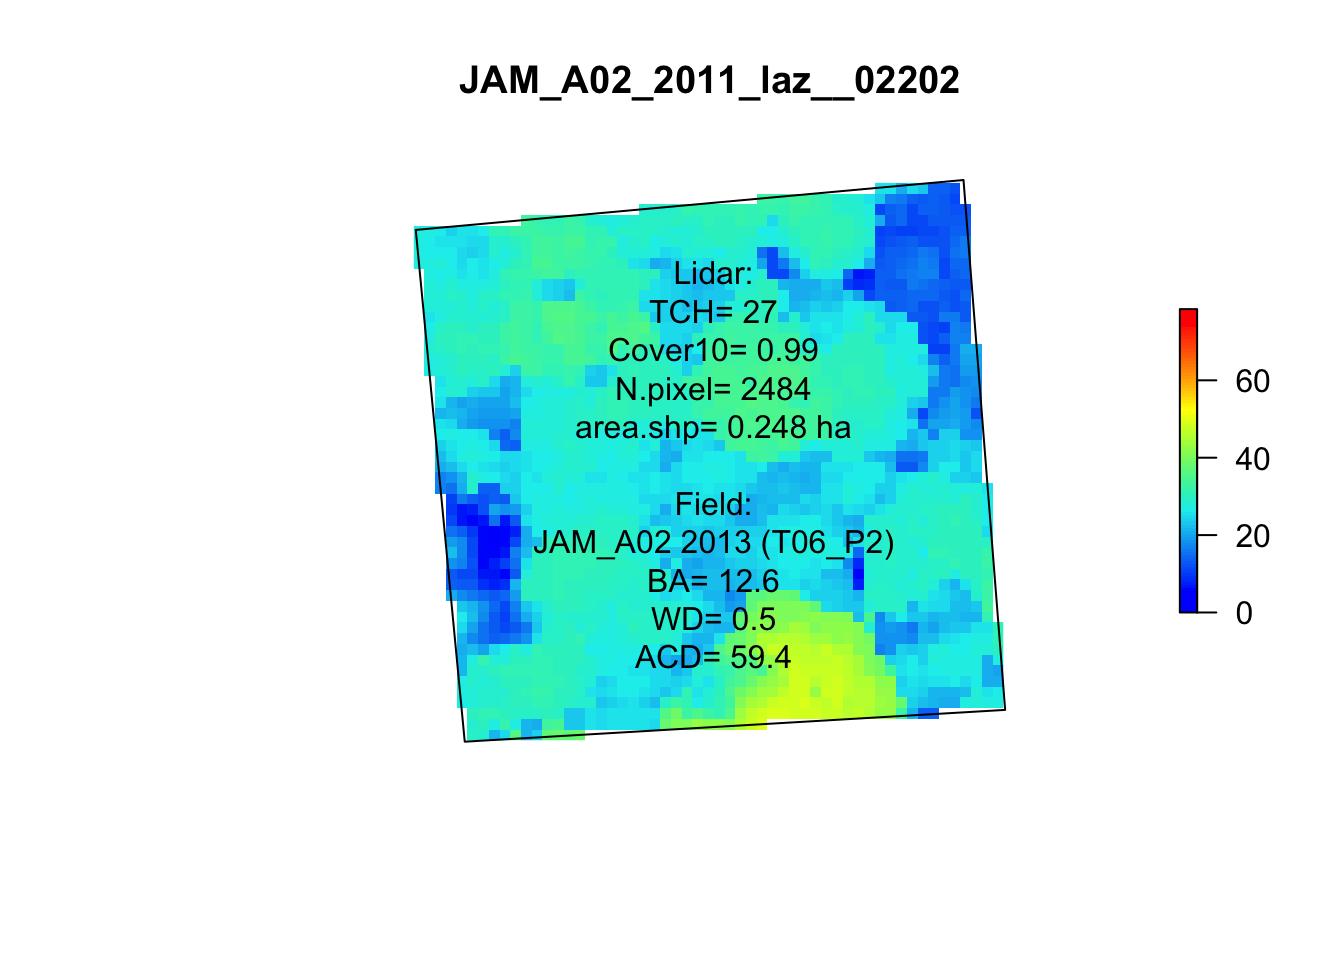 JAM_A02_2011_laz__02202
Lidar:
TCH= 27
Cover10= 0.99
N.pixel= 2484
area.shp= 0.248 ha
Field:
JAM_A02 2013 (T06_P2)
BA= 12.6
WD= 0.5
ACD= 59.4
60
40
20
0